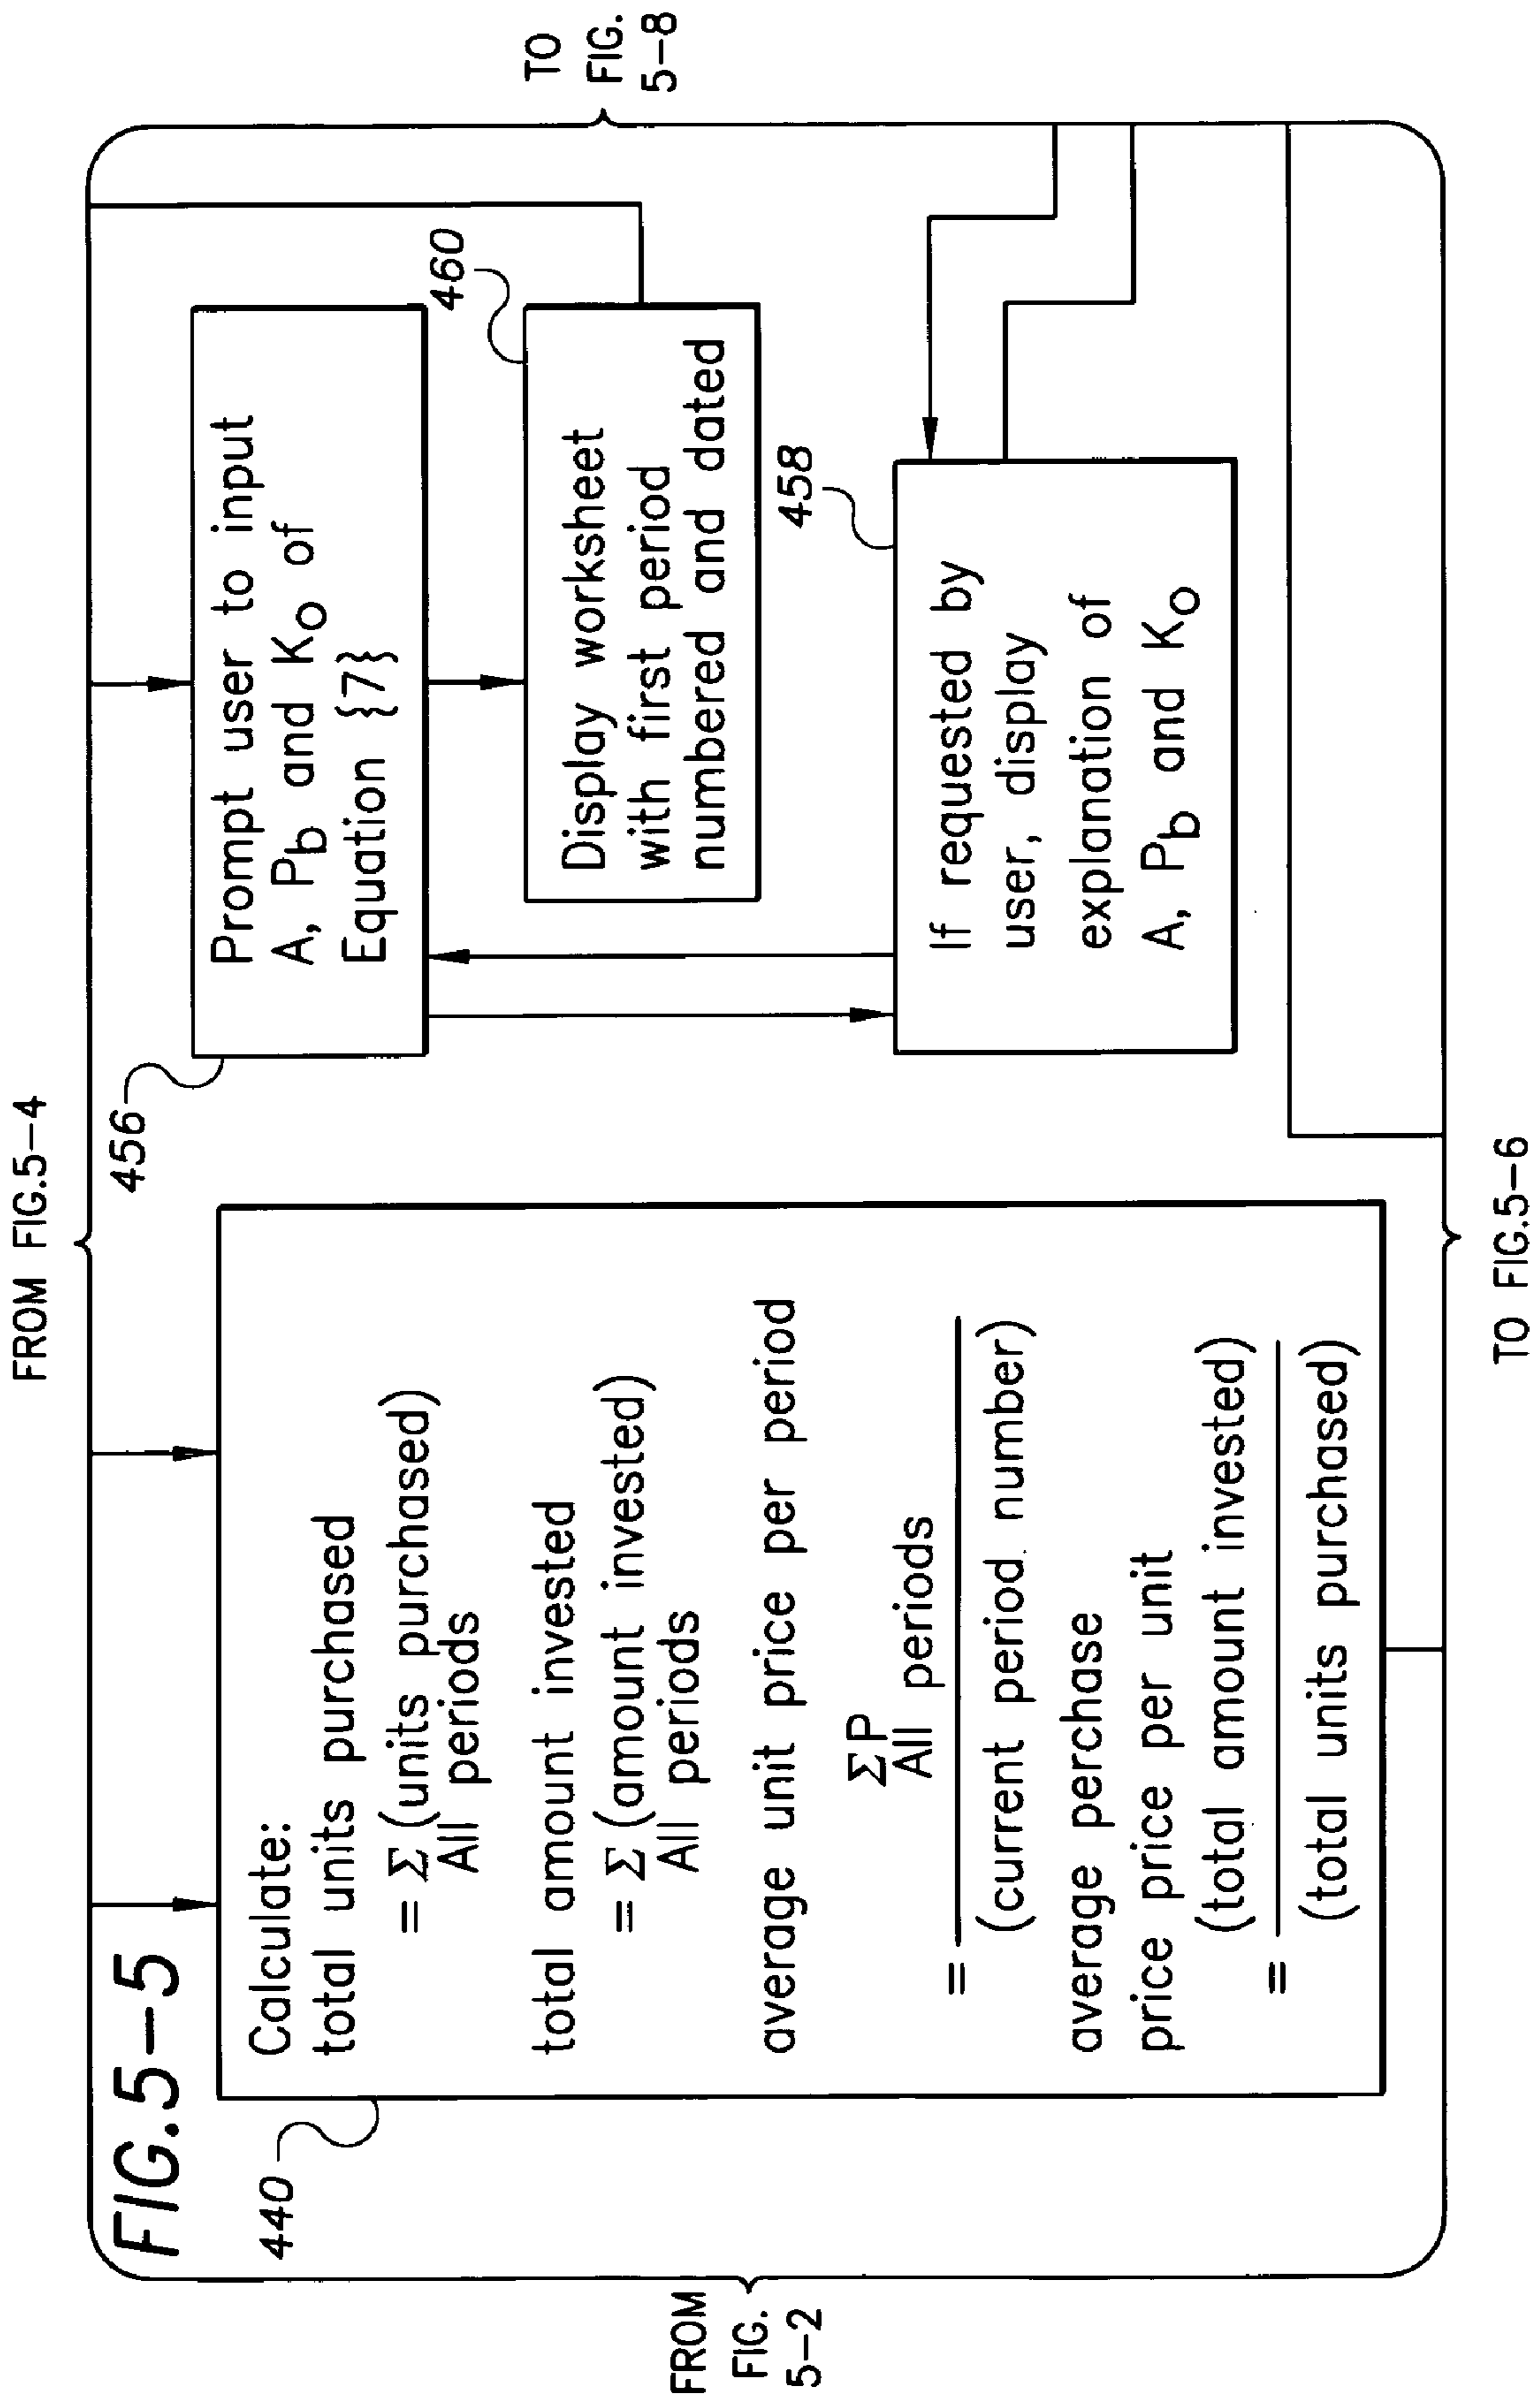 FROM FIG.5-4
FIG.5-5
FROM
FIG.
5-2
440
Calculate:
total units purchased
= Σ (units purchased)
All periods
total amount invested
= Σ (amount invested)
All periods
average unit price per period
ΣP
All periods
=
(current period number)
average perchase
price price per unit
(total amount invested)
=
(total units purchased)
456
Prompt user to input
A, Pb and Ko of
Equation {7}
460
Display worksheet
with first period
numbered and dated
458
If requested by
user, display
explanation of
A, Pb and Ko
TO
FIG.
5-8
TO FIG.5-6